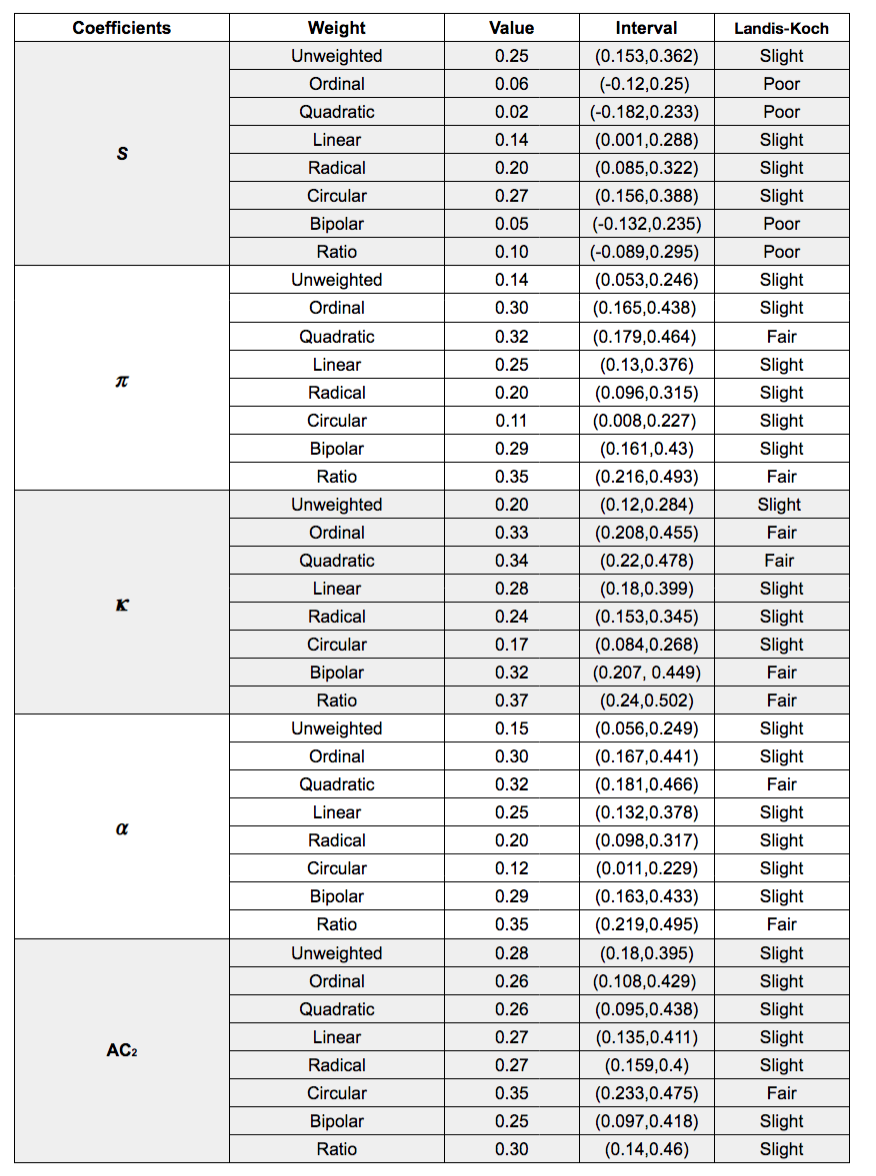 Coefficients Weight Value Interval Landis-Koch
Unweighted 0.25 (0.153,0.362) Slight
Ordinal 0.06 (-0.12,0.25) Poor
Quadratic 0.02 (-0.182,0.233) Poor
Linear 0.14 (0.001,0.288) Slight
S
Radical 0.20 (0.085,0.322) Slight
Circular 0.27 (0.156,0.388) Slight
Bipolar 0.05 (-0.132,0.235) Poor
Ratio 0.10 (-0.089,0.295) Poor
Unweighted 0.14 (0.053,0.246) Slight
Ordinal 0.30 (0.165,0.438) Slight
Quadratic 0.32 (0.179,0.464) Fair
Linear 0.25 (0.13,0.376) Slight
π
Radical 0.20 (0.096,0.315) Slight
Circular 0.11 (0.008,0.227) Slight
Bipolar 0.29 (0.161,0.43) Slight
Ratio 0.35 (0.216,0.493) Fair
Unweighted 0.20 (0.12,0.284) Slight
Ordinal 0.33 (0.208,0.455) Fair
Quadratic 0.34 (0.22,0.478) Fair
Linear 0.28 (0.18,0.399) Slight
κ
Radical 0.24 (0.153,0.345) Slight
Circular 0.17 (0.084,0.268) Slight
Bipolar 0.32 (0.207, 0.449) Fair
Ratio 0.37 (0.24,0.502) Fair
Unweighted 0.15 (0.056,0.249) Slight
Ordinal 0.30 (0.167,0.441) Slight
Quadratic 0.32 (0.181,0.466) Fair
Linear 0.25 (0.132,0.378) Slight
α
Radical 0.20 (0.098,0.317) Slight
Circular 0.12 (0.011,0.229) Slight
Bipolar 0.29 (0.163,0.433) Slight
Ratio 0.35 (0.219,0.495) Fair
Unweighted 0.28 (0.18,0.395) Slight
Ordinal 0.26 (0.108,0.429) Slight
Quadratic 0.26 (0.095,0.438) Slight
Linear 0.27 (0.135,0.411) Slight
AC₂
Radical 0.27 (0.159,0.4) Slight
Circular 0.35 (0.233,0.475) Fair
Bipolar 0.25 (0.097,0.418) Slight
Ratio 0.30 (0.14,0.46) Slight